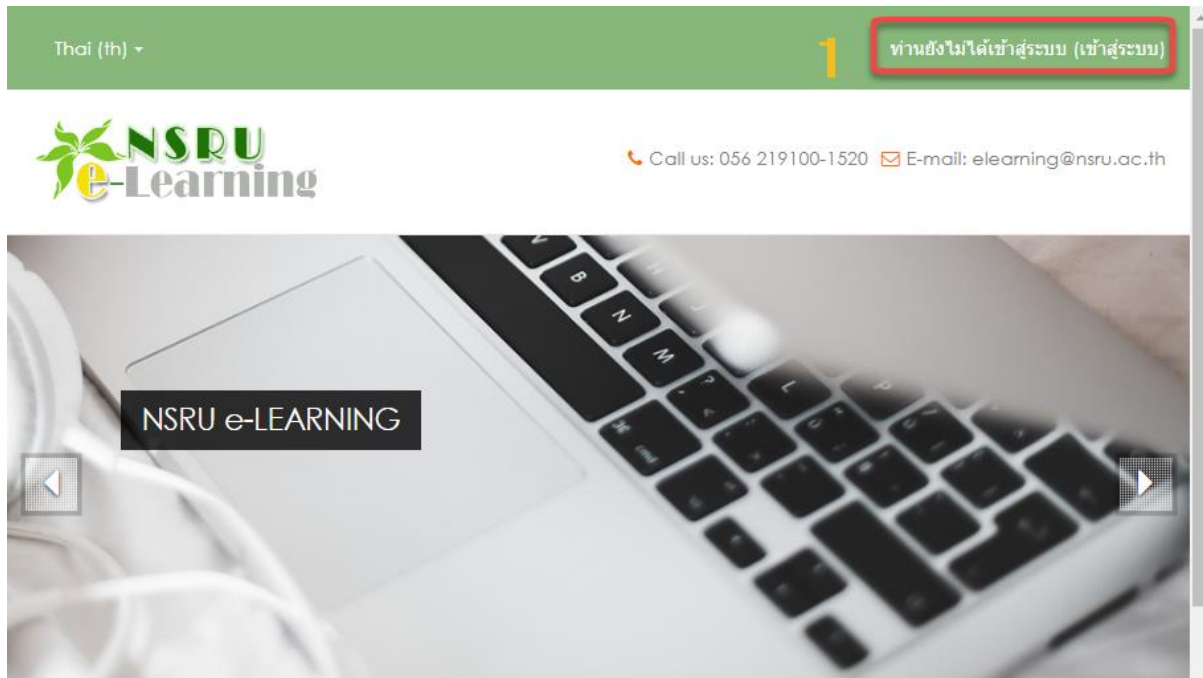 Thai (th)
1
ท่านยังไม่ได้เข้าสู่ระบบ (เข้าสู่ระบบ)
NSRU
e-Learning
Call us: 056 219100-1520 E-mail: elearning@nsru.ac.th
NSRU e-LEARNING
B
N
M
cmd